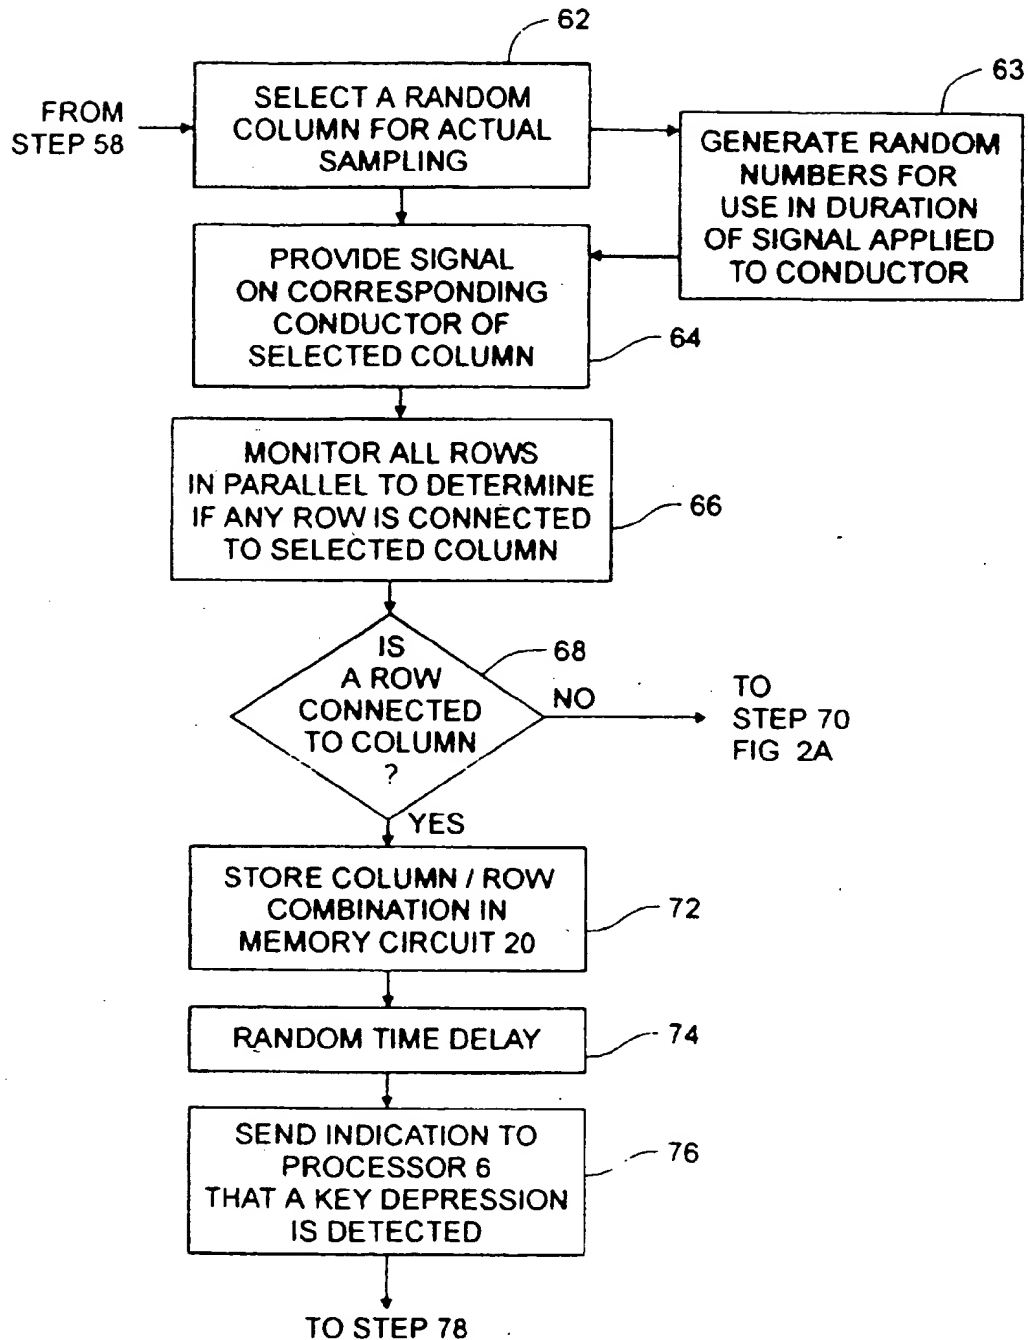 62
FROM
STEP 58
SELECT A RANDOM
COLUMN FOR ACTUAL
SAMPLING
63
GENERATE RANDOM
NUMBERS FOR
USE IN DURATION
OF SIGNAL APPLIED
TO CONDUCTOR
PROVIDE SIGNAL
ON CORRESPONDING
CONDUCTOR OF
SELECTED COLUMN
64
MONITOR ALL ROWS
IN PARALLEL TO DETERMINE
IF ANY ROW IS CONNECTED
TO SELECTED COLUMN
66
IS
A ROW
CONNECTED
TO COLUMN
?
68
NO
TO
STEP 70
FIG 2A
YES
STORE COLUMN / ROW
COMBINATION IN
MEMORY CIRCUIT 20
72
RANDOM TIME DELAY
74
SEND INDICATION TO
PROCESSOR 6
THAT A KEY DEPRESSION
IS DETECTED
76
TO STEP 78